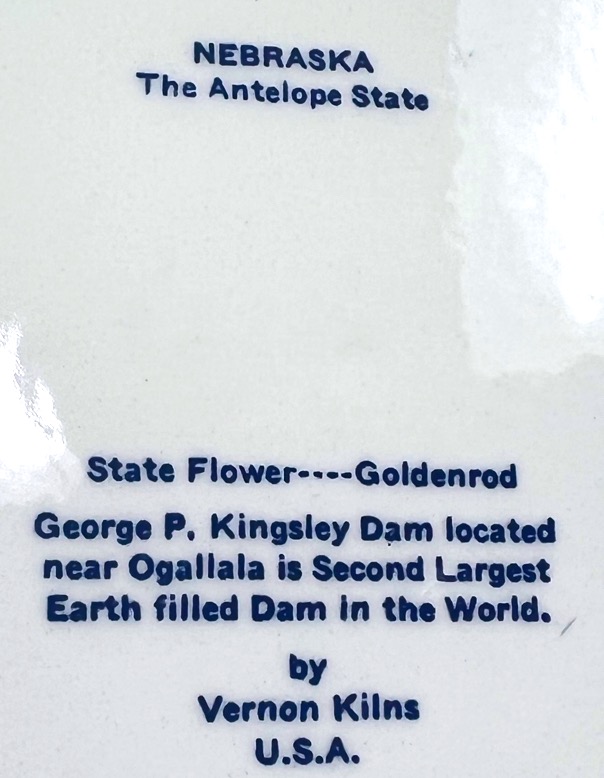 NEBRASKA
The Antelope State
State Flower----Goldenrod
George P. Kingsley Dam located
near Ogallala is Second Largest
Earth filled Dam in the World.
by
Vernon Kilns
U.S.A.